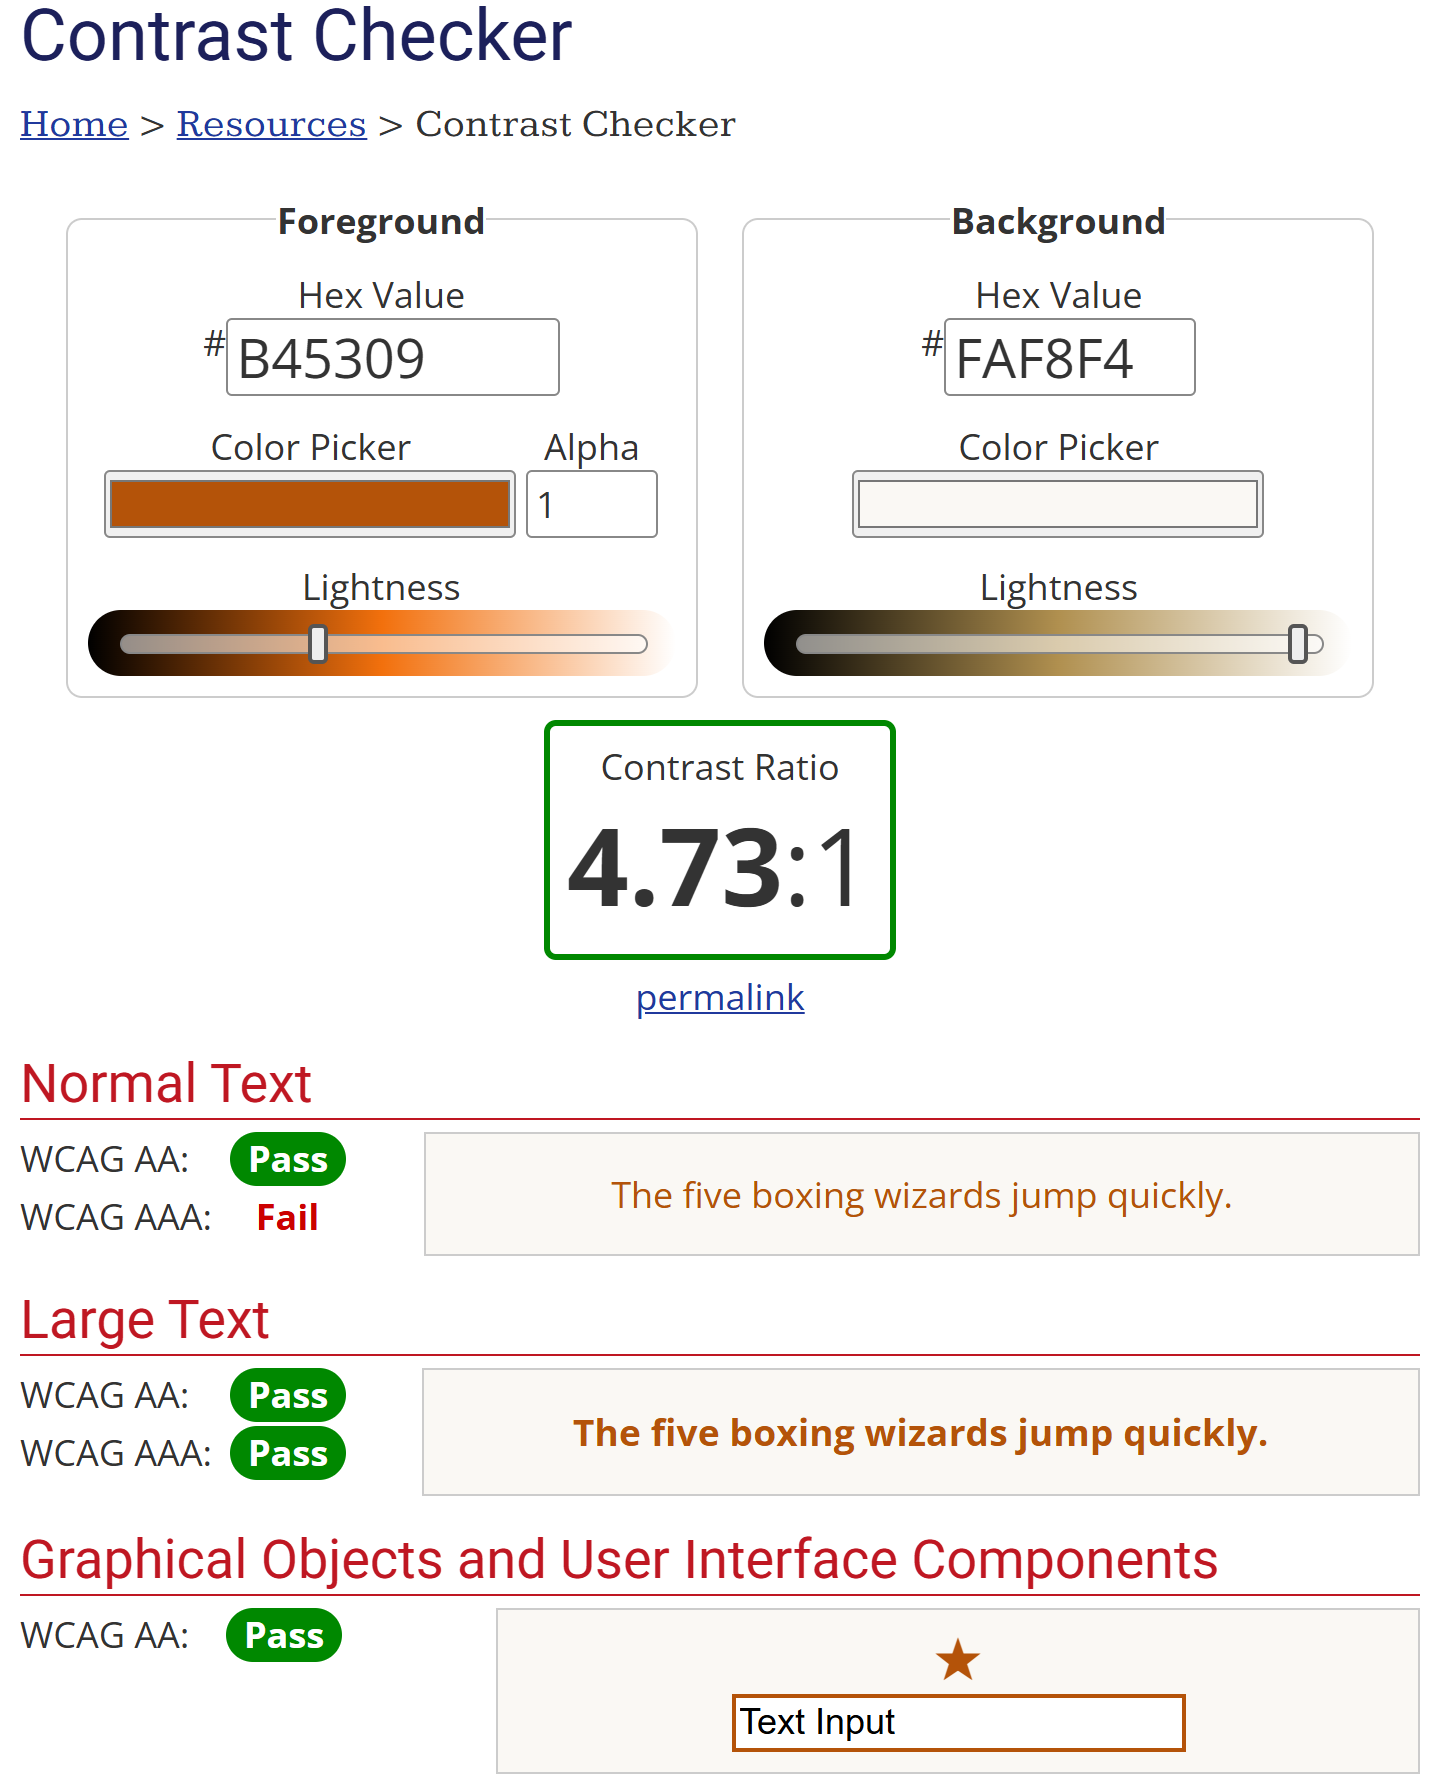 Contrast Checker
Home > Resources > Contrast Checker
Foreground
Hex Value
# B45309
Color Picker
Alpha
1
Lightness
Background
Hex Value
# FAF8F4
Color Picker
Lightness
Contrast Ratio
4.73:1
permalink
Normal Text
WCAG AA: Pass
WCAG AAA: Fail
The five boxing wizards jump quickly.
Large Text
WCAG AA: Pass
WCAG AAA: Pass
The five boxing wizards jump quickly.
Graphical Objects and User Interface Components
WCAG AA: Pass
Text Input